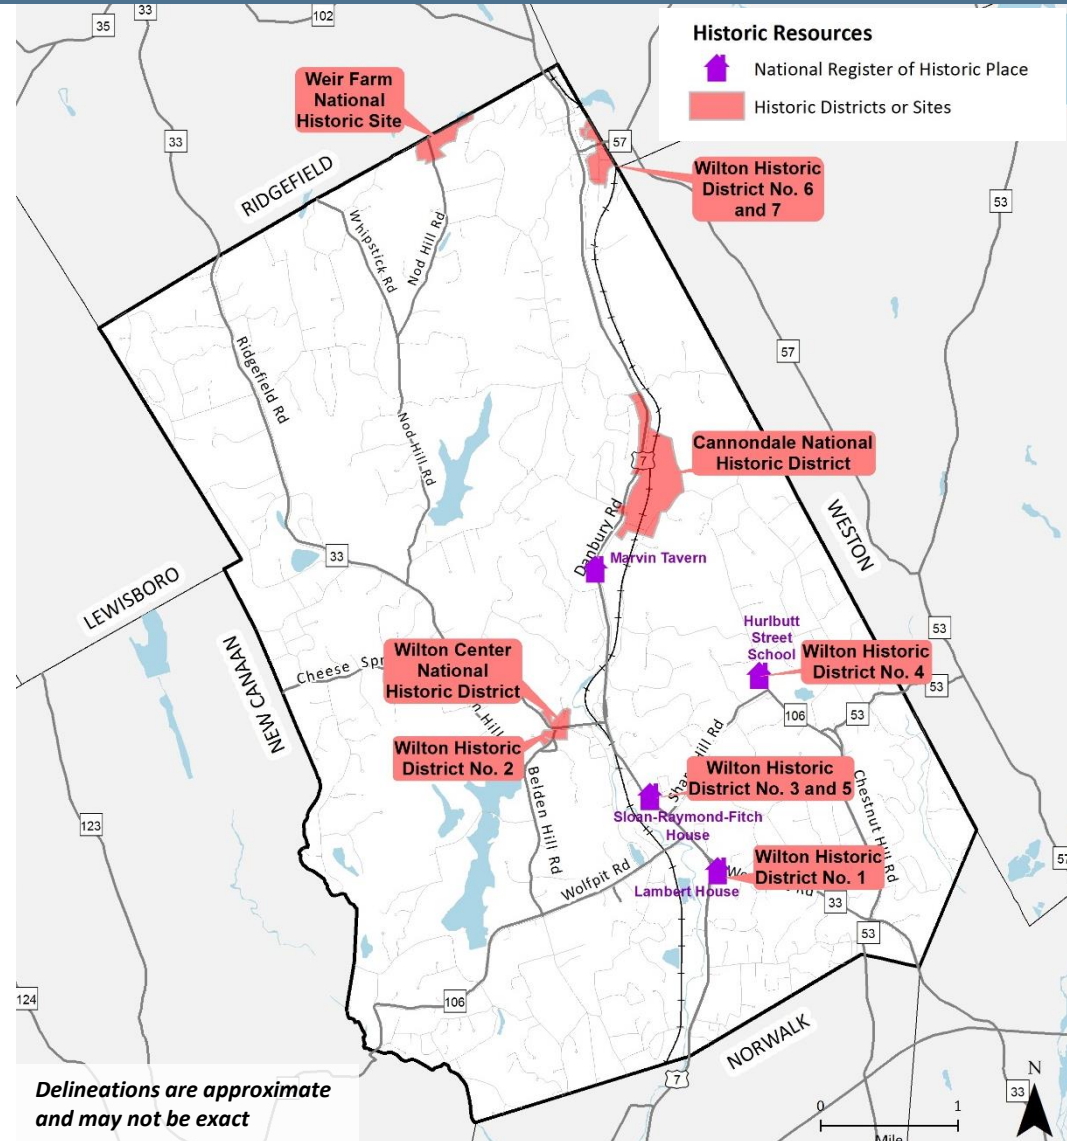 Historic Resources
National Register of Historic Place
Historic Districts or Sites
33
102
35
33
57
53
Weir Farm
National
Historic Site
RIDGEFIELD
Whipstick Rd
Nod Hill Rd
Wilton Historic
District No. 6
and 7
57
Ridgefield Rd
Nod Hill Rd
7
Cannondale National
Historic District
Danbury Rd
Marvin Tavern
WESTON
33
LEWISBORO
NEW CANAAN
Cheese
Wilton Center
National
Historic District
Hill
Hurlbutt
Street
School
Wilton Historic
District No. 4
53
53
106
53
Wilton Historic
District No. 2
Belden Hill Rd
Hill Rd
Wilton Historic
District No. 3 and 5
Sloan-Raymond-Fitch
House
Chestnut Hill Rd
123
Wolfpit Rd
Lambert House
Wilton Historic
District No. 1
33
53
57
106
124
NORWALK
7
33
N
0 1
Mile
Delineations are approximate
and may not be exact